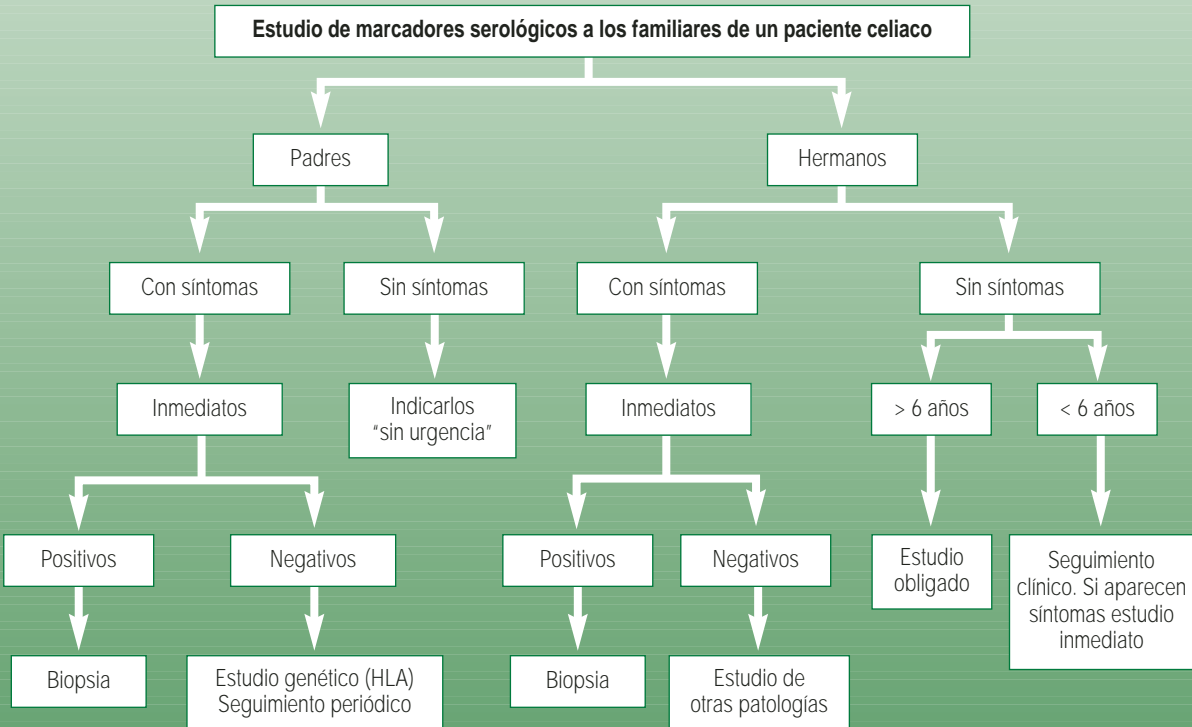 Estudio de marcadores serológicos a los familiares de un paciente celiaco
Padres
Hermanos
Con síntomas
Sin síntomas
Con síntomas
Sin síntomas
Inmediatos
Indicarlos
"sin urgencia"
Inmediatos
> 6 años
< 6 años
Positivos
Negativos
Positivos
Negativos
Estudio
obligado
Seguimiento
clínico. Si aparecen
síntomas estudio
inmediato
Biopsia
Estudio genético (HLA)
Seguimiento periódico
Biopsia
Estudio de
otras patologías